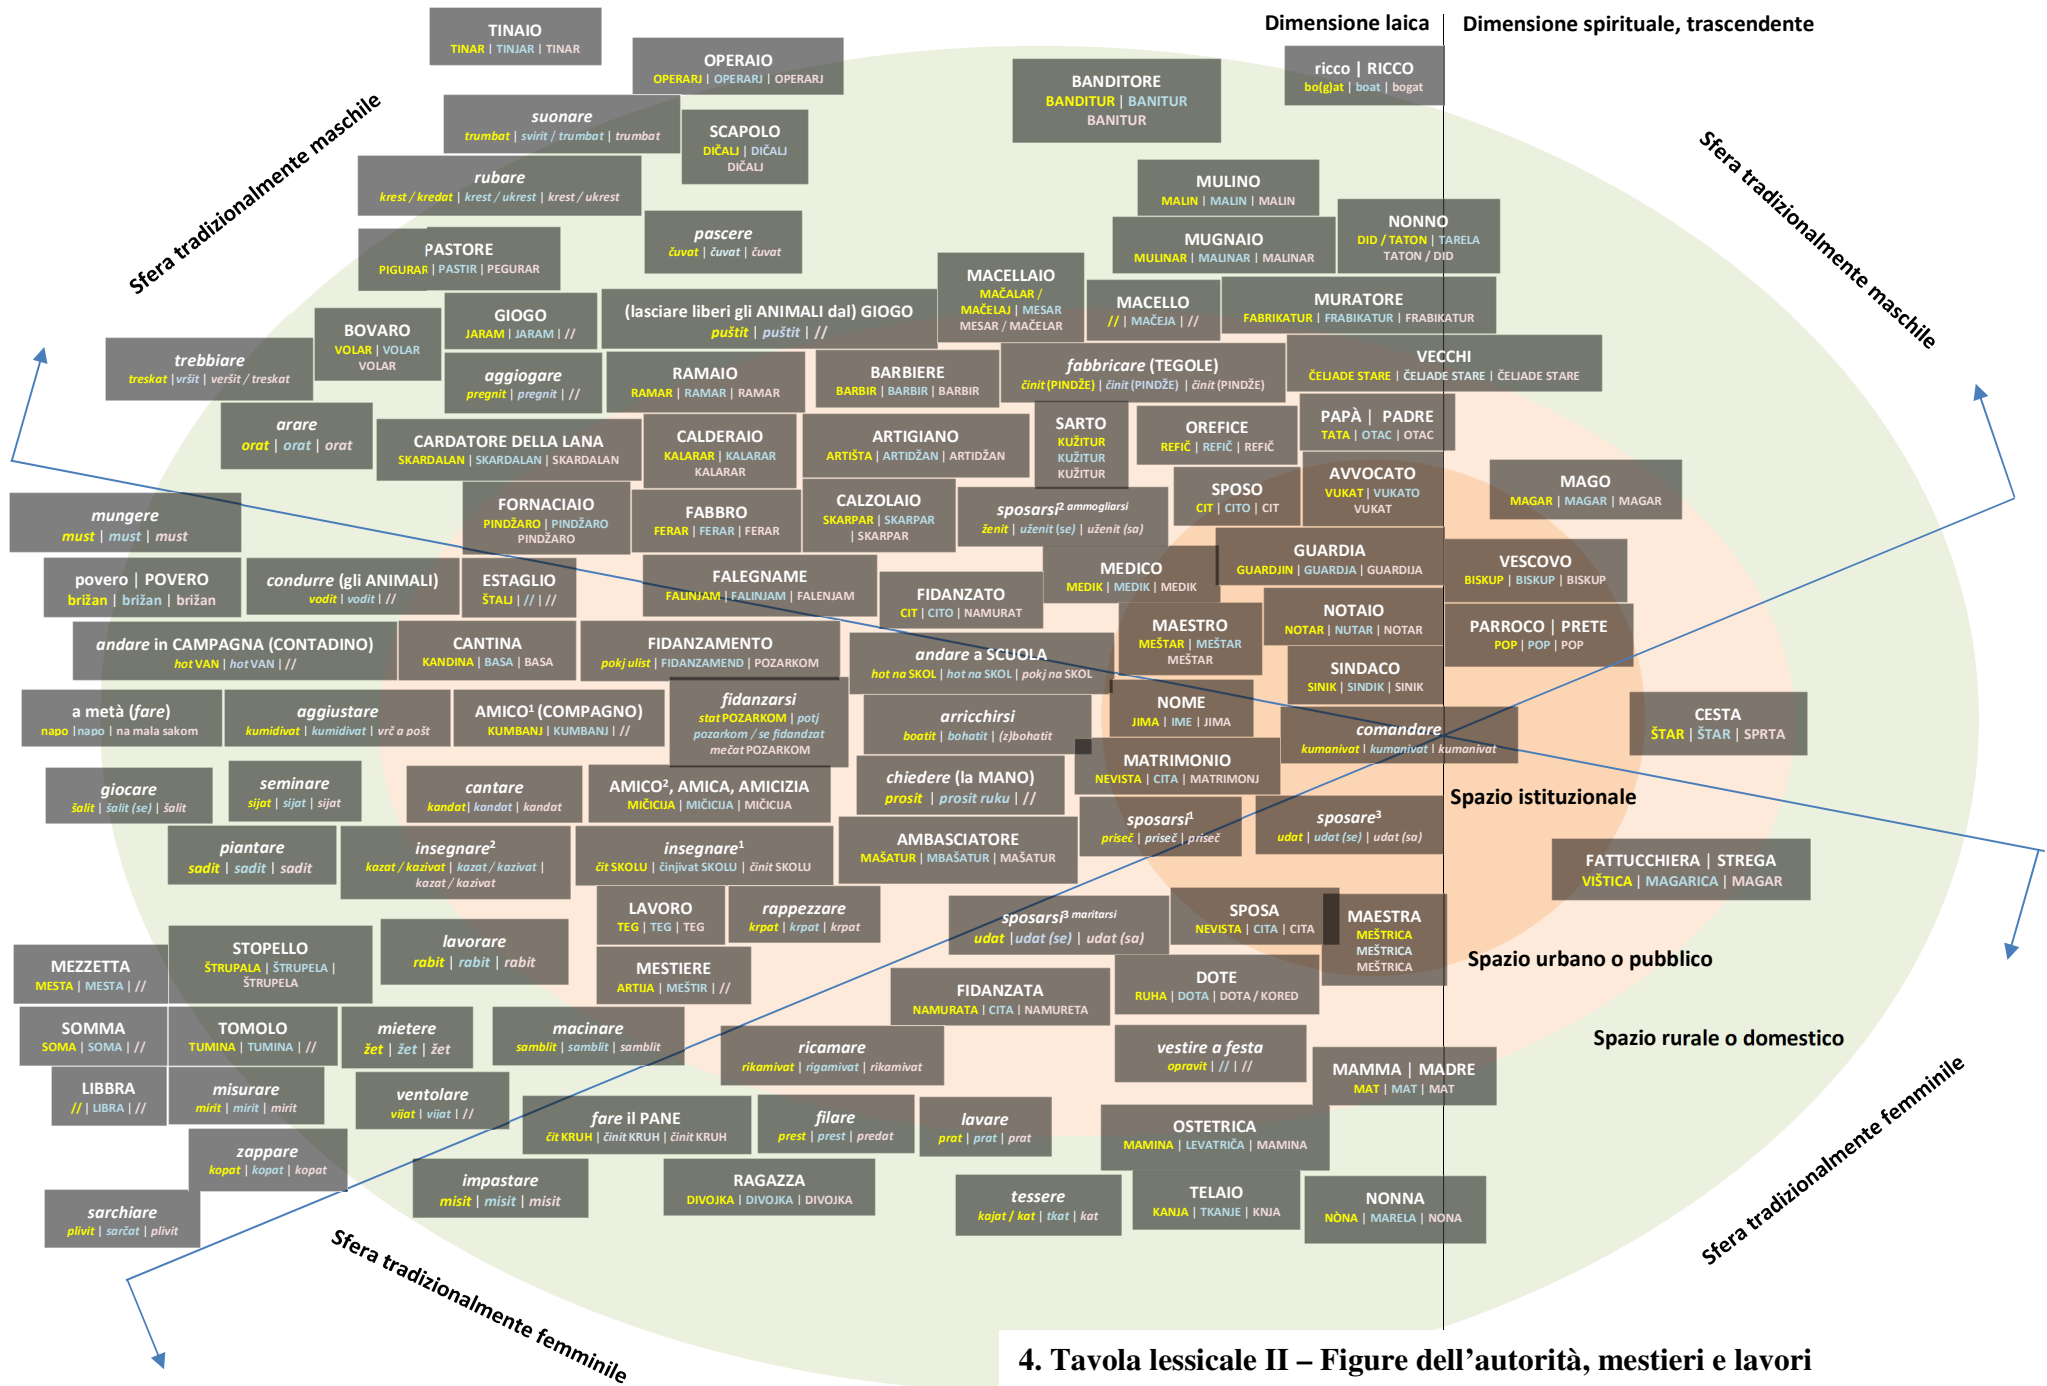 Dimensione laica
Dimensione spirituale, trascendente
TINAIO
TINAR | TINJAR | TINAR
OPERAIO
OPERARJ | OPERARJ | OPERARJ
BANDITORE
BANDITUR | BANITUR
BANITUR
ricco | RICCO
bo(g)at | boat | bogat
Sfera tradizionalmente maschile
suonare
trumbat | svirit / trumbat | trumbat
SCAPOLO
DIČALJ | DIČALJ
DIČALJ
Sfera tradizionalmente maschile
rubare
krest / kredat | krest / ukrest | krest / ukrest
MULINO
MALIN | MALIN | MALIN
PASTORE
PIGURAR | PASTIR | PEGURAR
pascere
čuvat | čuvat | čuvat
MUGNAIO
MULINAR | MALINAR | MALINAR
NONNO
DID / TATON | TARELA
TATON / DID
MACELLAIO
MAČALAR /
MAČELAJ | MESAR
MESAR / MAČELAR
MACELLO
// | MAČEJA | //
MURATORE
FABRIKATUR | FRABIKATUR | FRABIKATUR
BOVARO
VOLAR | VOLAR
VOLAR
GIOGO
JARAM | JARAM | //
(lasciare liberi gli ANIMALI dal) GIOGO
puštit | puštit | //
trebbiare
treskat |vršit | veršit / treskat
aggiogare
pregnit | pregnit | //
RAMAIO
RAMAR | RAMAR | RAMAR
BARBIERE
BARBIR | BARBIR | BARBIR
fabbricare (TEGOLE)
činit (PINDŽE) | činit (PINDŽE) | činit (PINDŽE)
VECCHI
ČELJADE STARE | ČELJADE STARE | ČELJADE STARE
arare
orat | orat | orat
CARDATORE DELLA LANA
SKARDALAN | SKARDALAN | SKARDALAN
CALDERAIO
KALARAR | KALARAR
KALARAR
ARTIGIANO
ARTIŠTA | ARTIDŽAN | ARTIDŽAN
SARTO
KUŽITUR
KUŽITUR
KUŽITUR
OREFICE
REFIČ | REFIČ | REFIČ
PAPÀ | PADRE
TATA | OTAC | OTAC
mungere
must | must | must
FORNACIAIO
PINDŽARO | PINDŽARO
PINDŽARO
FABBRO
FERAR | FERAR | FERAR
CALZOLAIO
SKARPAR | SKARPAR
| SKARPAR
sposarsi² ammogliarsi
ženit | uženit (se) | uženit (sa)
SPOSO
CIT | CITO | CIT
AVVOCATO
VUKAT | VUKATO
VUKAT
MAGO
MAGAR | MAGAR | MAGAR
povero | POVERO
brižan | brižan | brižan
condurre (gli ANIMALI)
vodit | vodit | //
ESTAGLIO
ŠTALJ | // | //
FALEGNAME
FALINJAM | FALINJAM | FALENJAM
FIDANZATO
CIT | CITO | NAMURAT
MEDICO
MEDIK | MEDIK | MEDIK
GUARDIA
GUARDJIN | GUARDJA | GUARDIJA
VESCOVO
BISKUP | BISKUP | BISKUP
andare in CAMPAGNA (CONTADINO)
hot VAN | hot VAN | //
CANTINA
KANDINA | BASA | BASA
FIDANZAMENTO
pokj ulist | FIDANZAMEND | POZARKOM
andare a SCUOLA
hot na SKOL | hot na SKOL | pokj na SKOL
MAESTRO
MEŠTAR | MEŠTAR
MEŠTAR
NOTAIO
NOTAR | NUTAR | NOTAR
PARROCO | PRETE
POP | POP | POP
SINDACO
SINIK | SINDIK | SINIK
a metà (fare)
napo |napo | na mala sakom
aggiustare
kumidivat | kumidivat | vrč a pošt
AMICO¹ (COMPAGNO)
KUMBANJ | KUMBANJ | //
fidanzarsi
stat POZARKOM | potj
pozarkom / se fidandzat
mečat POZARKOM
arricchirsi
boatit | bohatit | (z)bohatit
NOME
JIMA | IME | JIMA
comandare
kumanivat | kumanivat | kumanivat
CESTA
ŠTAR | ŠTAR | SPRTA
giocare
šalit | šalit (se) | šalit
seminare
sijat | sijat | sijat
cantare
kandat| kandat | kandat
AMICO², AMICA, AMICIZIA
MIČICIJA | MIČICIJA | MIČICIJA
chiedere (la MANO)
prosit | prosit ruku | //
MATRIMONIO
NEVISTA | CITA | MATRIMONJ
Spazio istituzionale
piantare
sadit | sadit | sadit
insegnare²
kazat / kazivat | kazat / kazivat |
kazat / kazivat
insegnare¹
čit SKOLU | činjivat SKOLU | činit SKOLU
AMBASCIATORE
MAŠATUR | MBAŠATUR | MAŠATUR
sposarsi¹
priseč | priseč | priseč
sposare³
udat | udat (se) | udat (sa)
FATTUCCHIERA | STREGA
VIŠTICA | MAGARICA | MAGAR
LAVORO
TEG | TEG | TEG
rappezzare
krpat | krpat | krpat
sposarsi³ maritarsi
udat |udat (se) | udat (sa)
SPOSA
NEVISTA | CITA | CITA
MAESTRA
MEŠTRICA
MEŠTRICA
MEŠTRICA
MEZZETTA
MESTA | MESTA | //
STOPELLO
ŠTRUPALA | ŠTRUPELA |
ŠTRUPELA
lavorare
rabit | rabit | rabit
MESTIERE
ARTIJA | MEŠTIR | //
FIDANZATA
NAMURATA | CITA | NAMURETA
DOTE
RUHA | DOTA | DOTA / KORED
Spazio urbano o pubblico
SOMMA
SOMA | SOMA | //
TOMOLO
TUMINA | TUMINA | //
mietere
žet | žet | žet
macinare
samblit | samblit | samblit
ricamare
rikamivat | rigamivat | rikamivat
vestire a festa
opravit | // | //
Spazio rurale o domestico
MAMMA | MADRE
MAT | MAT | MAT
LIBBRA
// | LIBRA | //
misurare
mirit | mirit | mirit
ventolare
vijat | vijat | //
fare il PANE
čit KRUH | činit KRUH | činit KRUH
filare
prest | prest | predat
lavare
prat | prat | prat
OSTETRICA
MAMINA | LEVATRIČA | MAMINA
zappare
kopat | kopat | kopat
impastare
misit | misit | misit
RAGAZZA
DIVOJKA | DIVOJKA | DIVOJKA
tessere
kajat / kat | tkat | kat
TELAIO
KANJA | TKANJE | KNJA
NONNA
NÒNA | MARELA | NONA
Sfera tradizionalmente femminile
sarchiare
plivit | sarčat | plivit
Sfera tradizionalmente femminile
4. Tavola lessicale II – Figure dell’autorità, mestieri e lavori